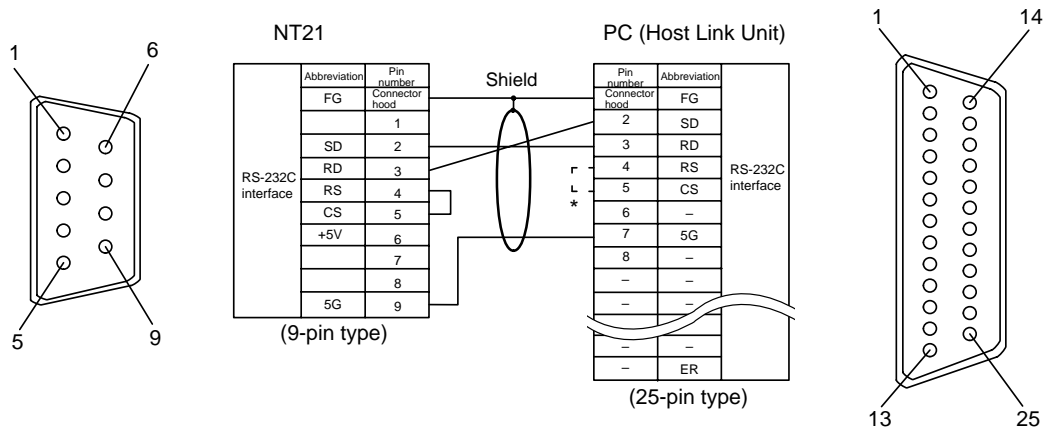 NT21
PC (Host Link Unit)
1
6
5
9
RS-232C
interface
Abbreviation
Pin
number
FG
Connector
hood
1
SD
2
RD
3
RS
4
CS
5
+5V
6
7
8
5G
9
(9-pin type)
Shield
*
Pin
number
Abbreviation
Connector
hood
FG
2
SD
3
RD
4
RS
5
CS
6
–
7
5G
8
–
–
–
–
–
–
–
–
ER
RS-232C
interface
(25-pin type)
1
14
13
25